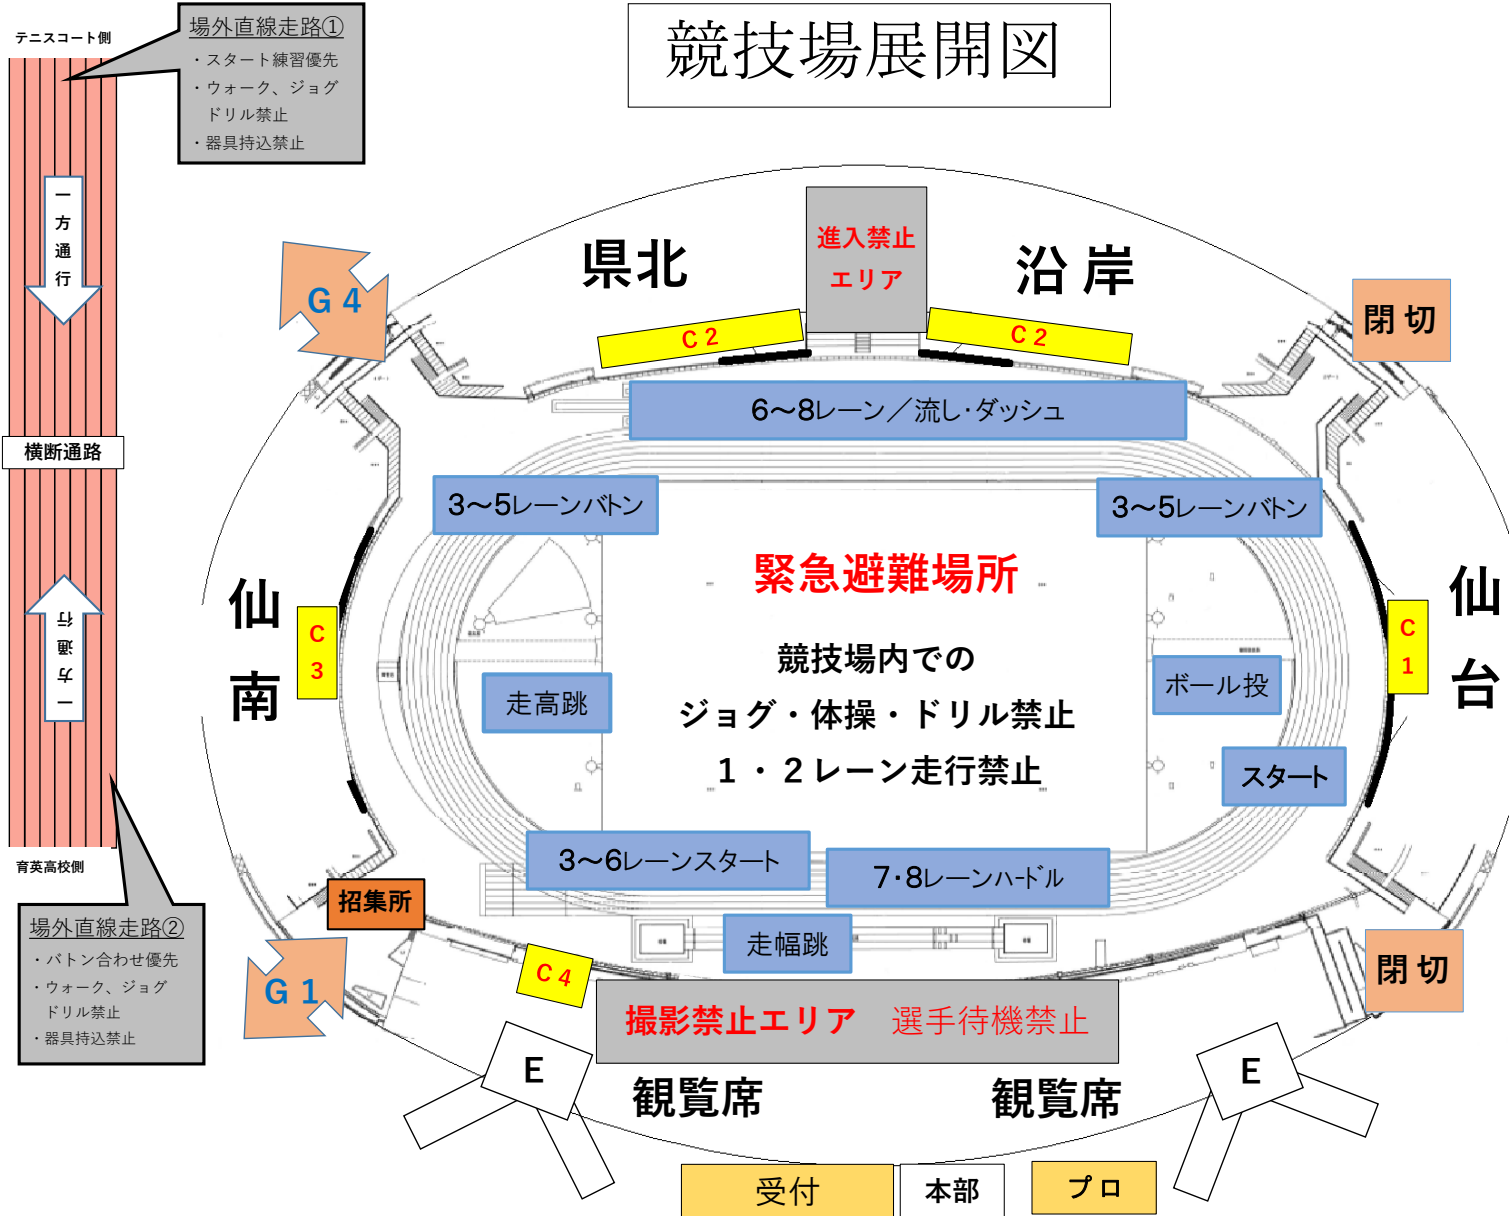 競技場展開図
テニスコート側
場外直線走路①
・スタート練習優先
・ウォーク、ジョグ
ドリル禁止
・器具持込禁止
一方通行
横断通路
一方通行
育英高校側
場外直線走路②
・バトン合わせ優先
・ウォーク、ジョグ
ドリル禁止
・器具持込禁止
G4
県北
進入禁止
エリア
沿岸
閉切
C2
C2
6～8レーン／流し・ダッシュ
3～5レーンバトン
3～5レーンバトン
緊急避難場所
競技場内での
ジョグ・体操・ドリル禁止
1・2レーン走行禁止
仙南
C3
走高跳
ボール投
C1
仙台
スタート
3～6レーンスタート
7・8レーンハードル
招集所
走幅跳
G1
C4
閉切
撮影禁止エリア　選手待機禁止
E
E
観覧席
観覧席
受付
本部
プロ